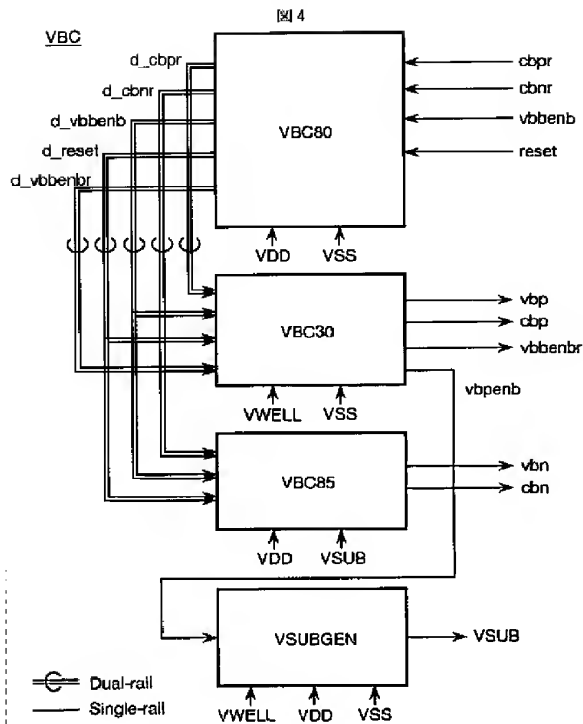 図4
VBC
d_cbpr
d_cbnr
d_vbbenb
d_reset
d_vbbenbr
VBC80
cbpr
cbnr
vbbenb
reset
VDD
VSS
VBC30
vbp
cbp
vbbenbr
vbpenb
VWELL
VSS
VBC85
vbn
cbn
VDD
VSUB
VSUBGEN
VSUB
VWELL
VDD
VSS
Dual-rail
Single-rail